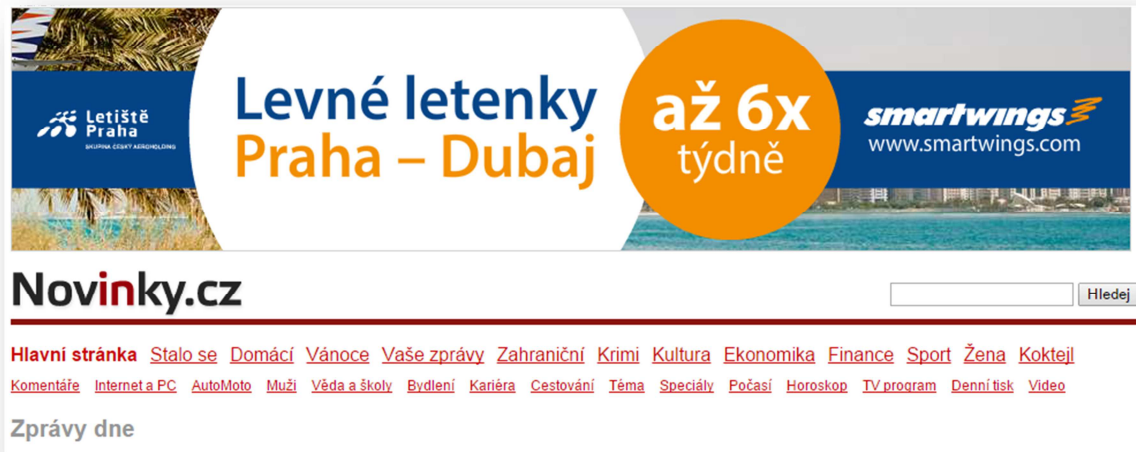 Letiště
Praha
SKUPINA ČESKÝ AEROHOLDING
Levné letenky
Praha – Dubaj
až 6x
týdně
smartwings
www.smartwings.com
Novinky.cz
Hledej
Hlavní stránka Stalo se Domácí Vánoce Vaše zprávy Zahraniční Krimi Kultura Ekonomika Finance Sport Žena Koktejl
Komentáře Internet a PC AutoMoto Muži Věda a školy Bydlení Kariéra Cestování Téma Speciály Počasí Horoskop TV program Denní tisk Video
Zprávy dne